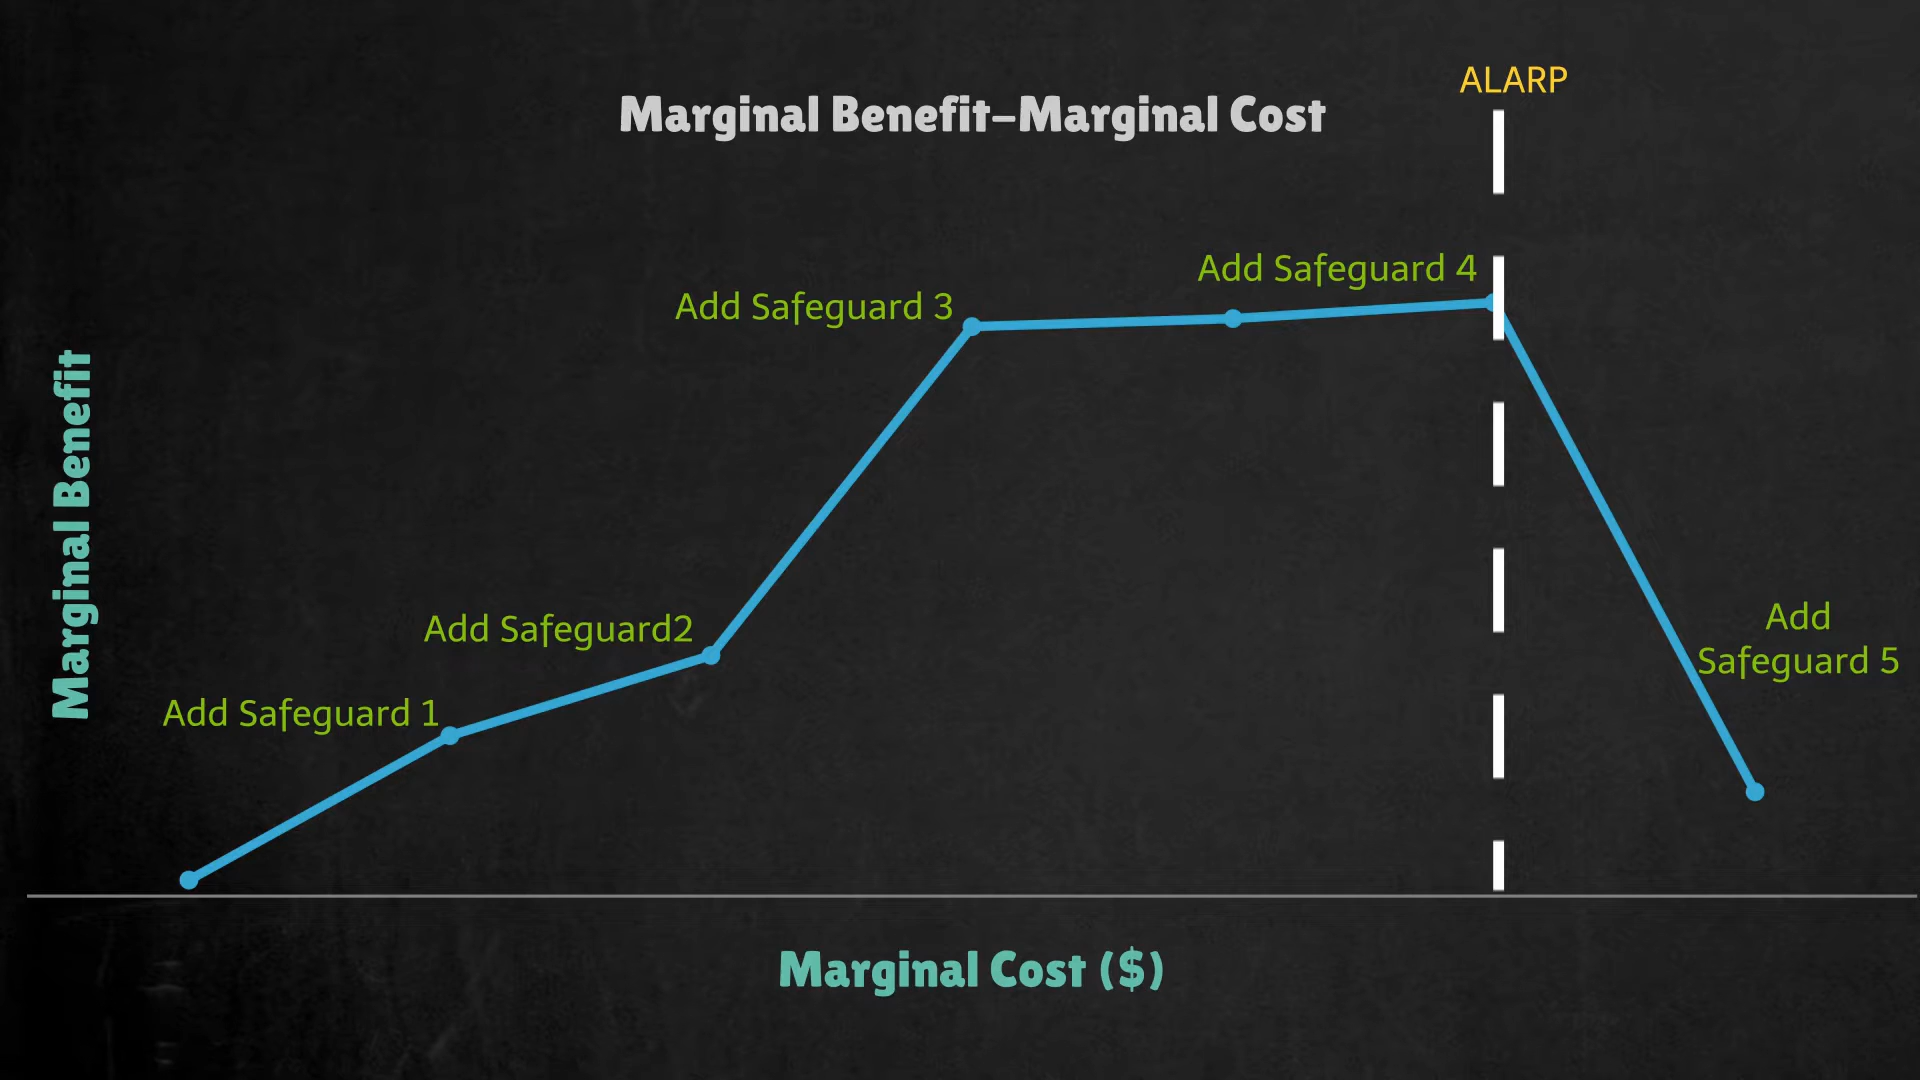 ALARP
Marginal Benefit-Marginal Cost
Add Safeguard 4
Add Safeguard 3
Add Safeguard2
Add Safeguard 1
Add
Safeguard 5
Marginal Benefit
Marginal Cost ($)